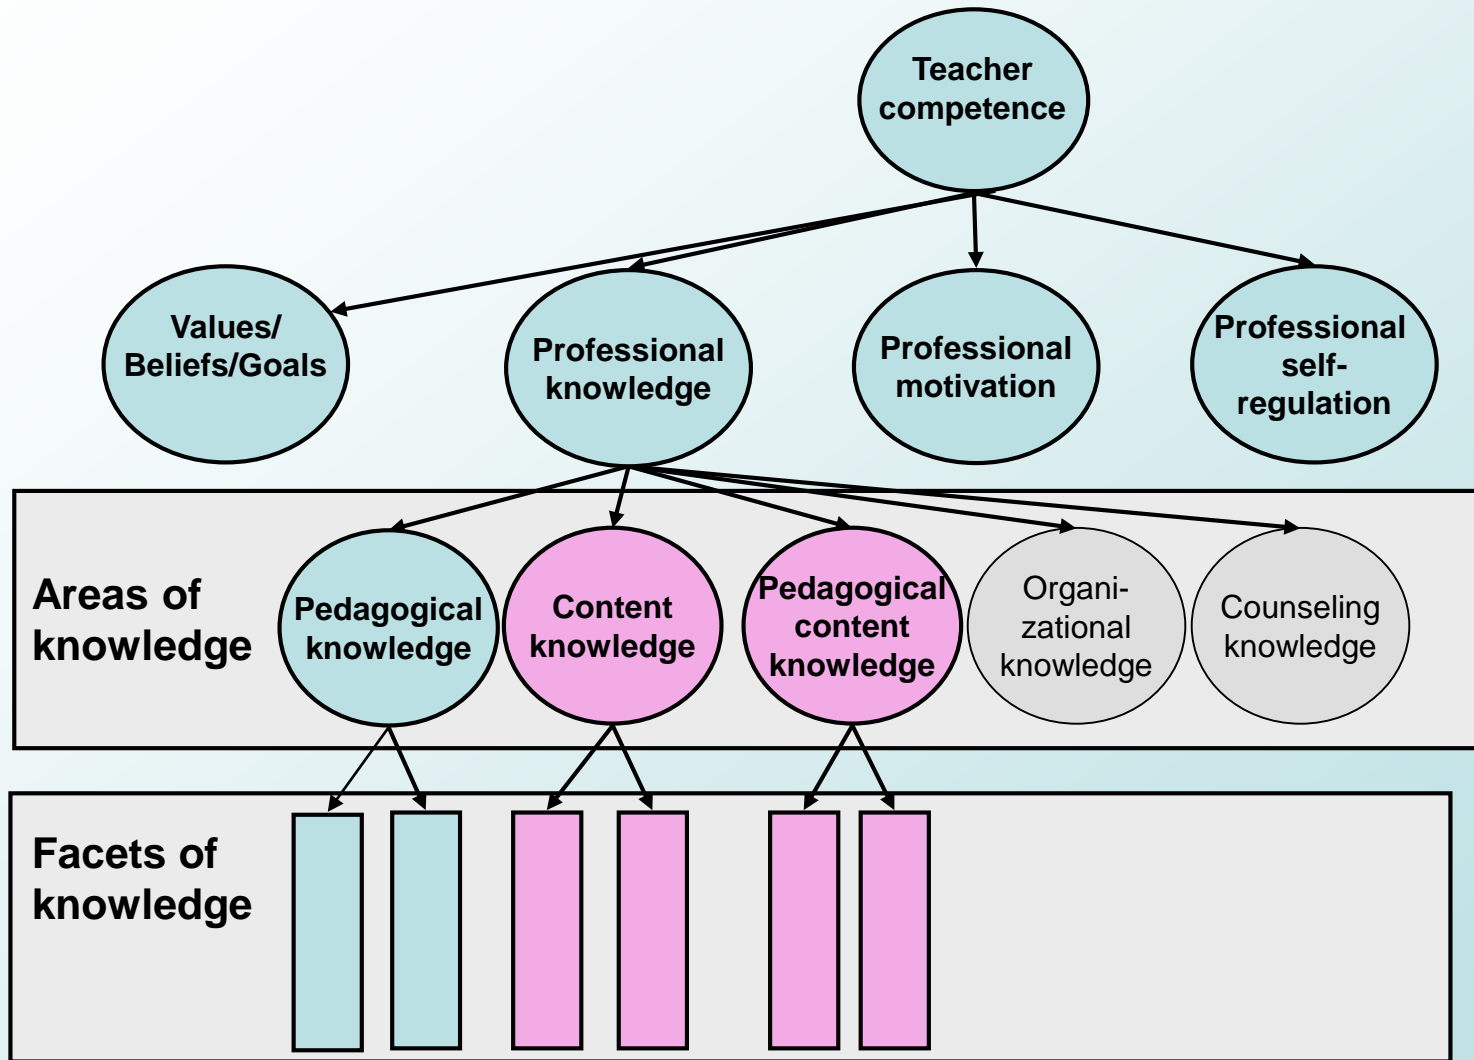 Teacher
competence
Values/
Beliefs/Goals
Professional
knowledge
Professional
motivation
Professional
self-
regulation
Areas of
knowledge
Pedagogical
knowledge
Content
knowledge
Pedagogical
content
knowledge
Organi-
zational
knowledge
Counseling
knowledge
Facets of
knowledge